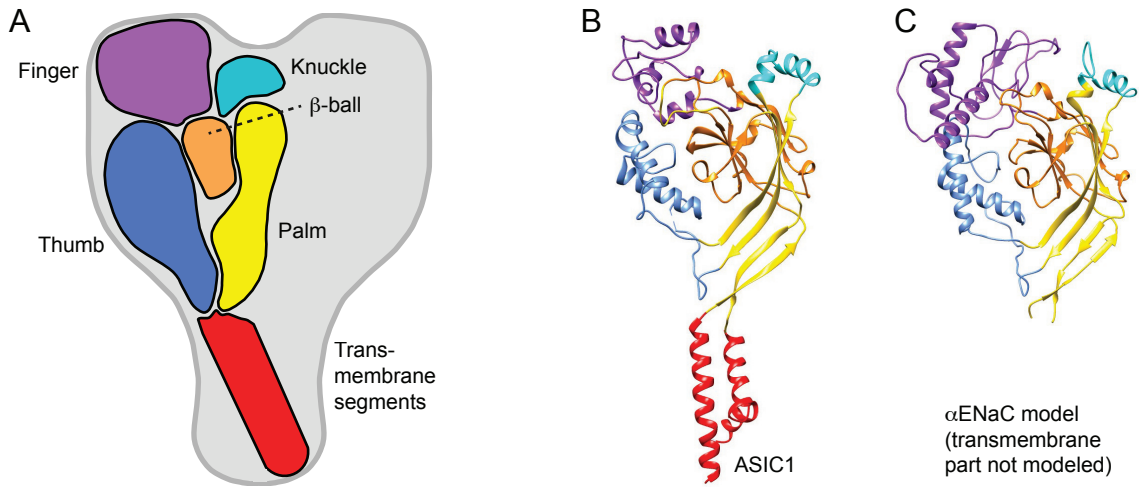 A
Finger
Knuckle
β-ball
Thumb
Palm
Trans-
membrane
segments
B
ASIC1
C
αENaC model
(transmembrane
part not modeled)